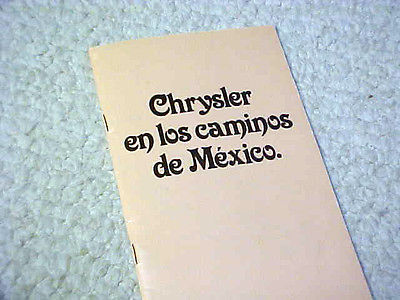 Chrysler
en los caminos
de México.